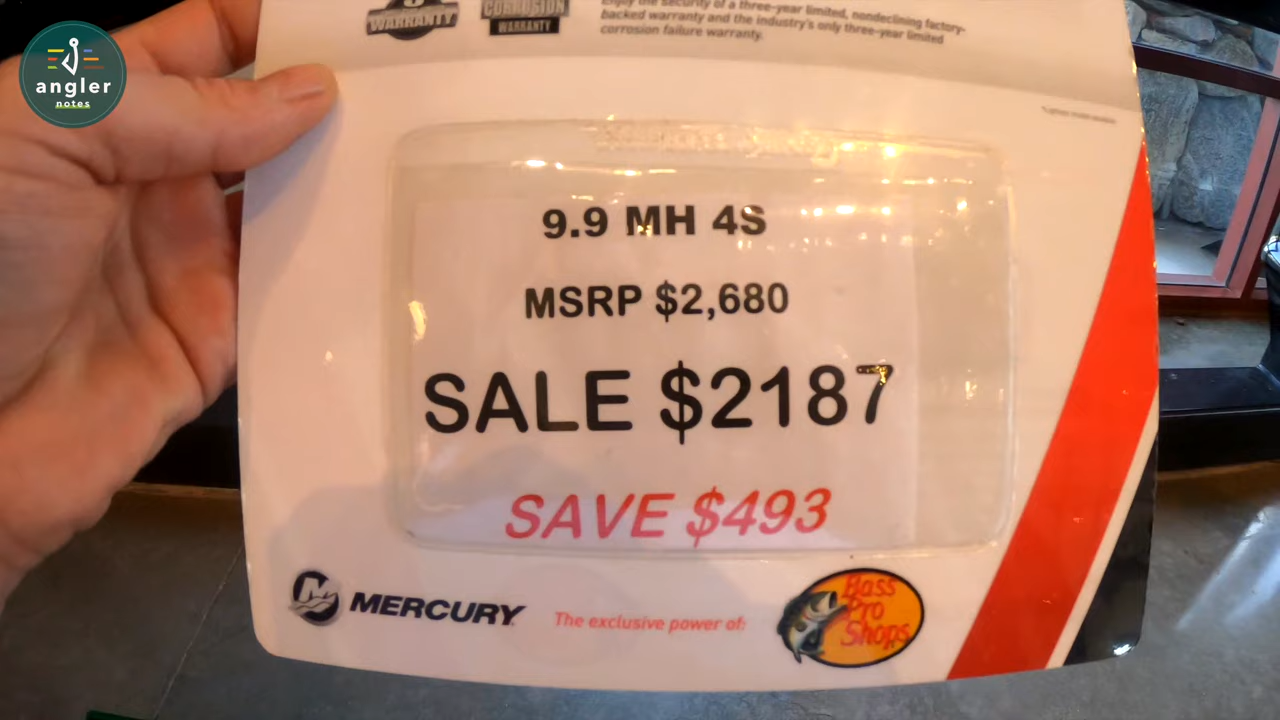 angler
notes
3
WARRANTY
CORROSION
WARRANTY
Enjoy the security of a three-year limited, nondeclining factory-
backed warranty and the industry's only three-year limited
corrosion failure warranty.
9.9 MH 4S
MSRP $2,680
SALE $2187
SAVE $493
MERCURY
The exclusive power of:
Bass
Pro
Shops